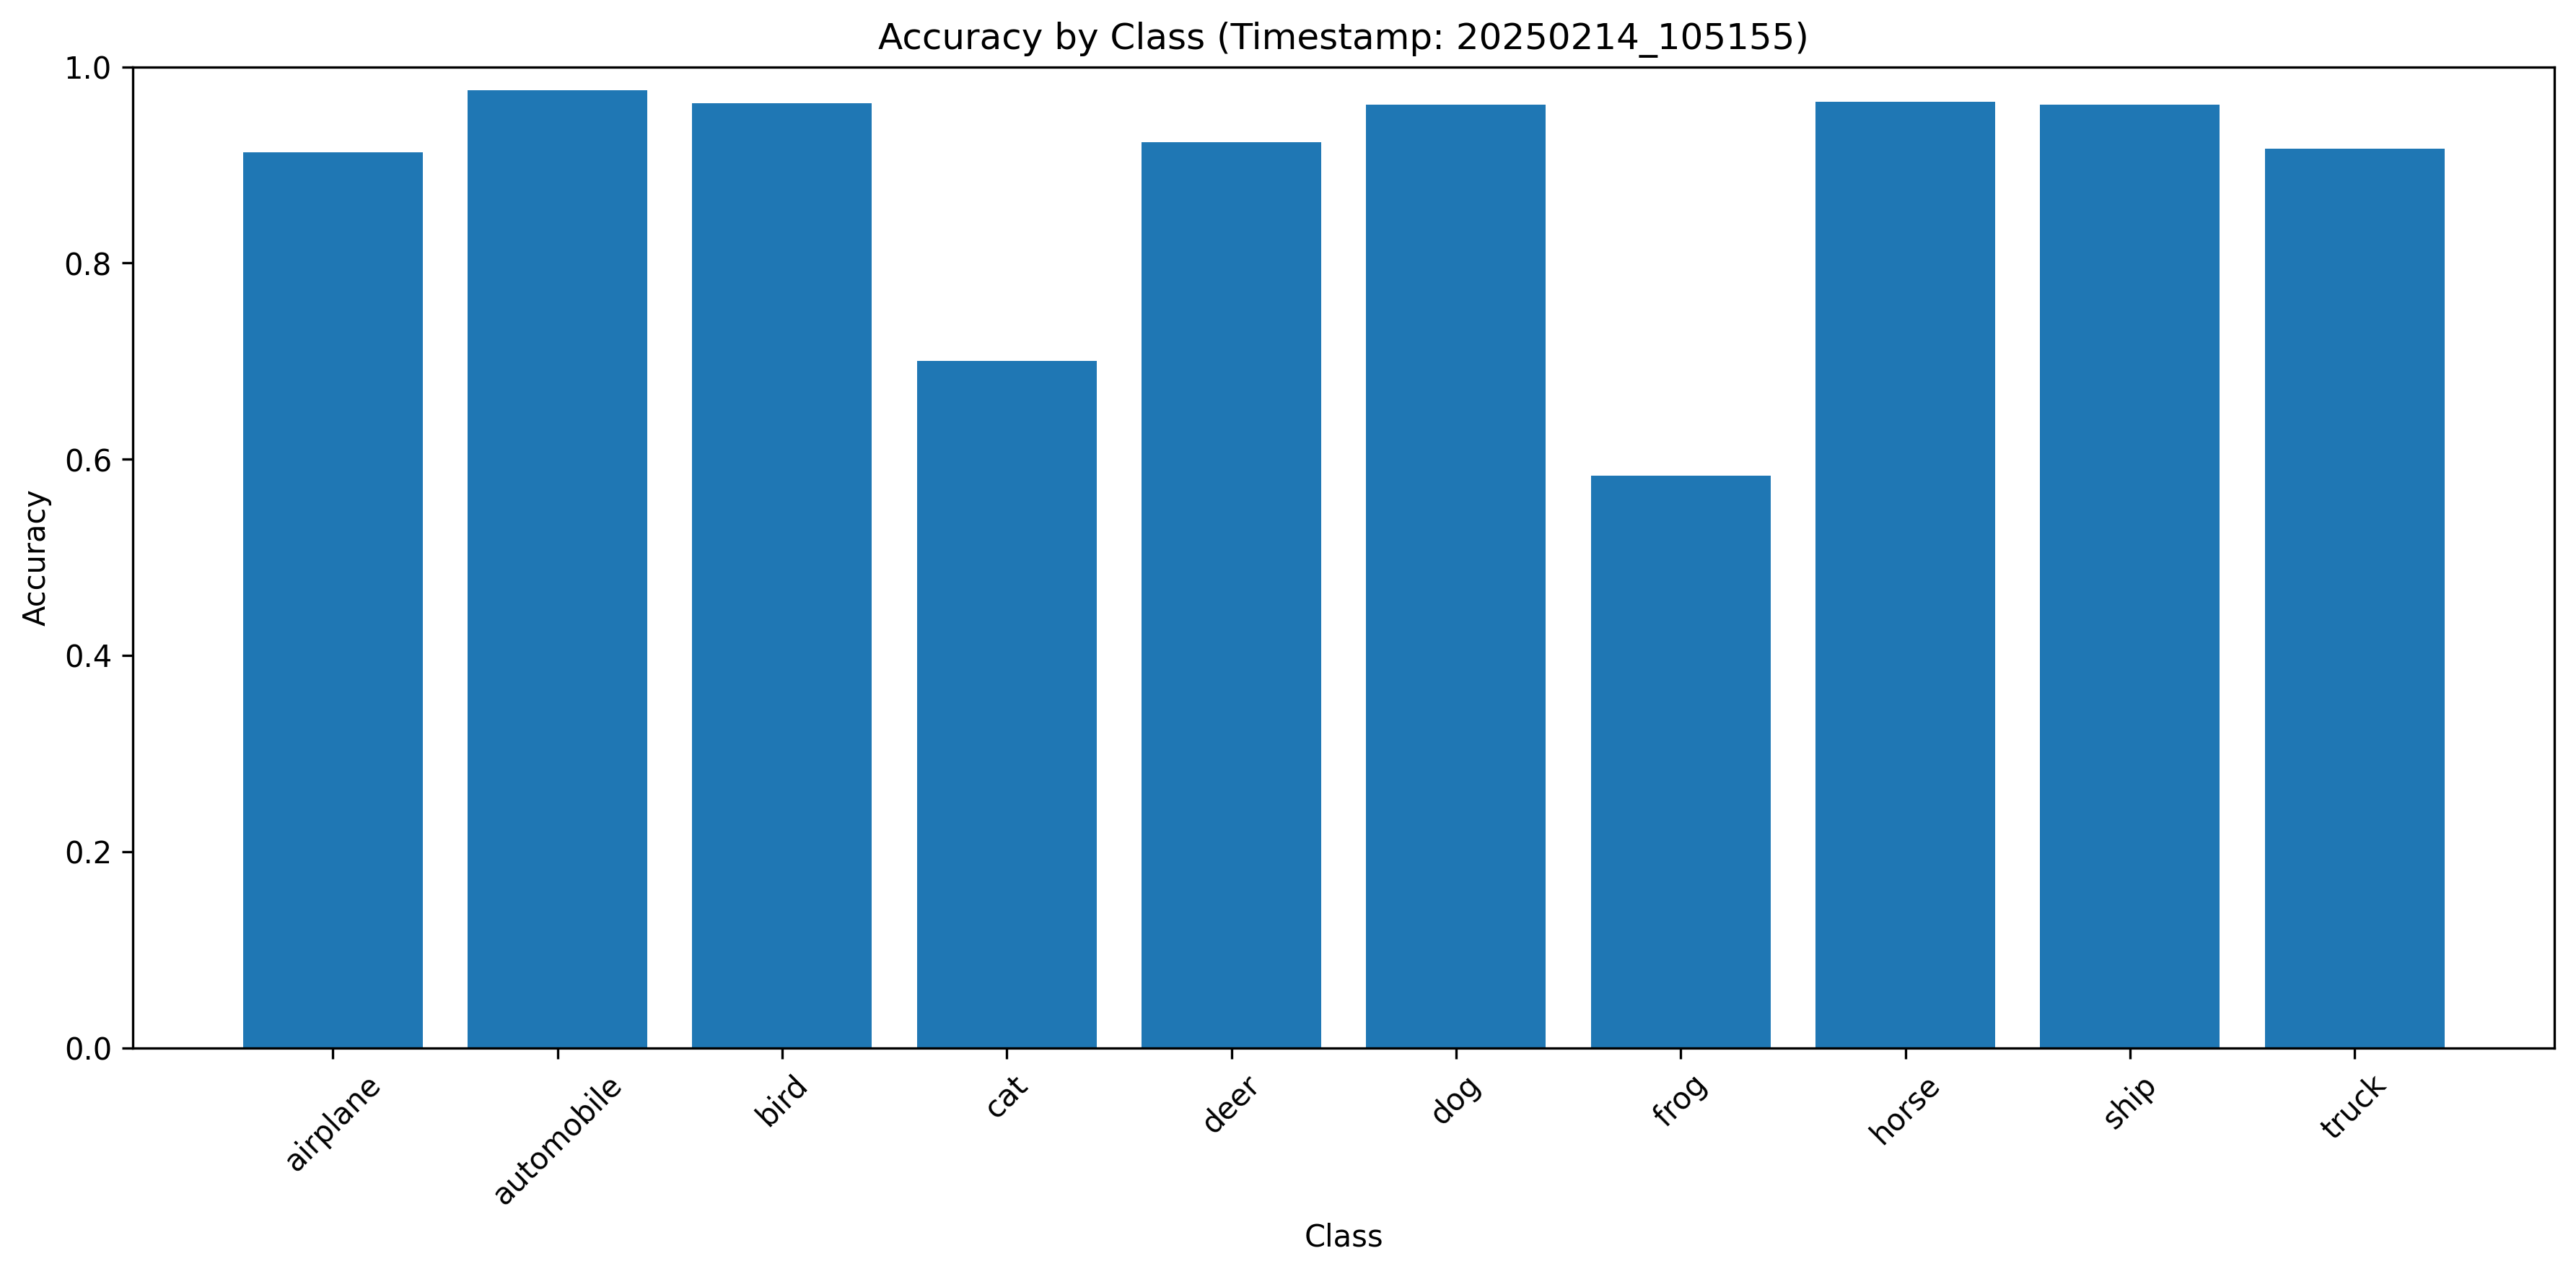 Accuracy by Class (Timestamp: 20250214_105155)
1.0
0.8
0.6
0.4
0.2
0.0
Accuracy
airplane
automobile
bird
cat
deer
dog
frog
horse
ship
truck
Class